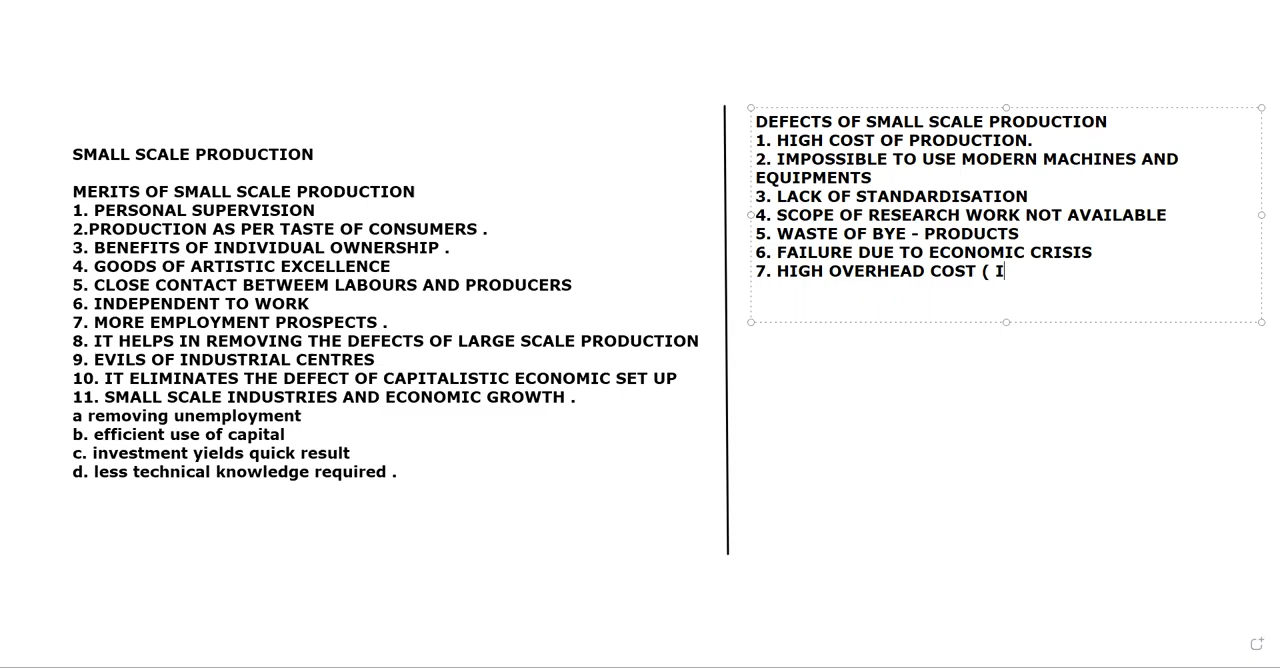 SMALL SCALE PRODUCTION
MERITS OF SMALL SCALE PRODUCTION
1. PERSONAL SUPERVISION
2.PRODUCTION AS PER TASTE OF CONSUMERS .
3. BENEFITS OF INDIVIDUAL OWNERSHIP .
4. GOODS OF ARTISTIC EXCELLENCE
5. CLOSE CONTACT BETWEEM LABOURS AND PRODUCERS
6. INDEPENDENT TO WORK
7. MORE EMPLOYMENT PROSPECTS .
8. IT HELPS IN REMOVING THE DEFECTS OF LARGE SCALE PRODUCTION
9. EVILS OF INDUSTRIAL CENTRES
10. IT ELIMINATES THE DEFECT OF CAPITALISTIC ECONOMIC SET UP
11. SMALL SCALE INDUSTRIES AND ECONOMIC GROWTH .
a removing unemployment
b. efficient use of capital
c. investment yields quick result
d. less technical knowledge required .
DEFECTS OF SMALL SCALE PRODUCTION
1. HIGH COST OF PRODUCTION.
2. IMPOSSIBLE TO USE MODERN MACHINES AND
EQUIPMENTS
3. LACK OF STANDARDISATION
4. SCOPE OF RESEARCH WORK NOT AVAILABLE
5. WASTE OF BYE - PRODUCTS
6. FAILURE DUE TO ECONOMIC CRISIS
7. HIGH OVERHEAD COST ( I